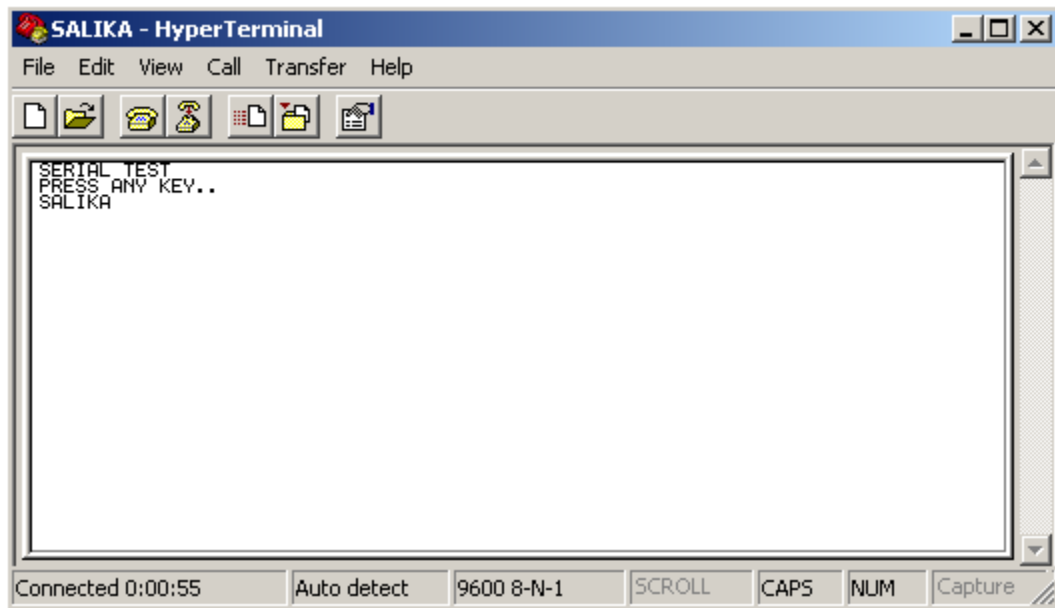 SALIKA - HyperTerminal
File Edit View Call Transfer Help
SERIAL TEST
PRESS ANY KEY..
SALIKA
Connected 0:00:55 Auto detect 9600 8-N-1 SCROLL CAPS NUM Capture